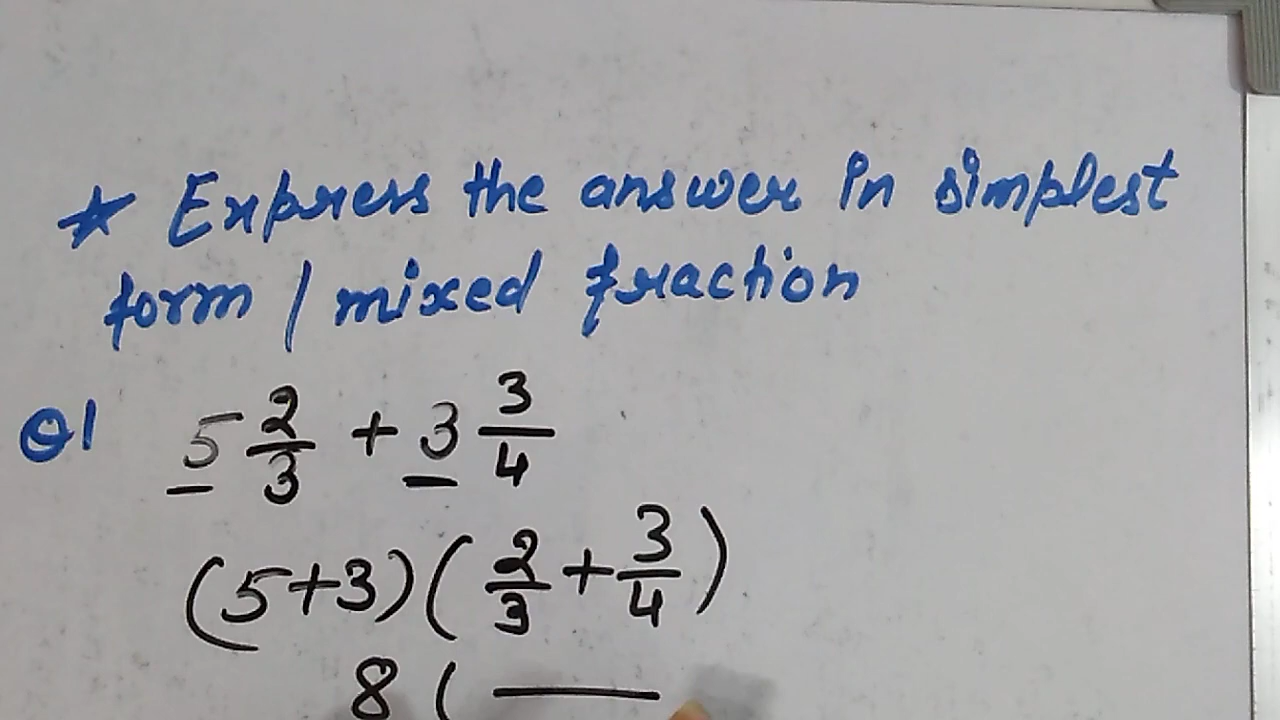 * Express the answer in simplest
form / mixed fraction
Q1 5 2/3 + 3 3/4
(5+3) ( 2/3 + 3/4 )
8 ( —